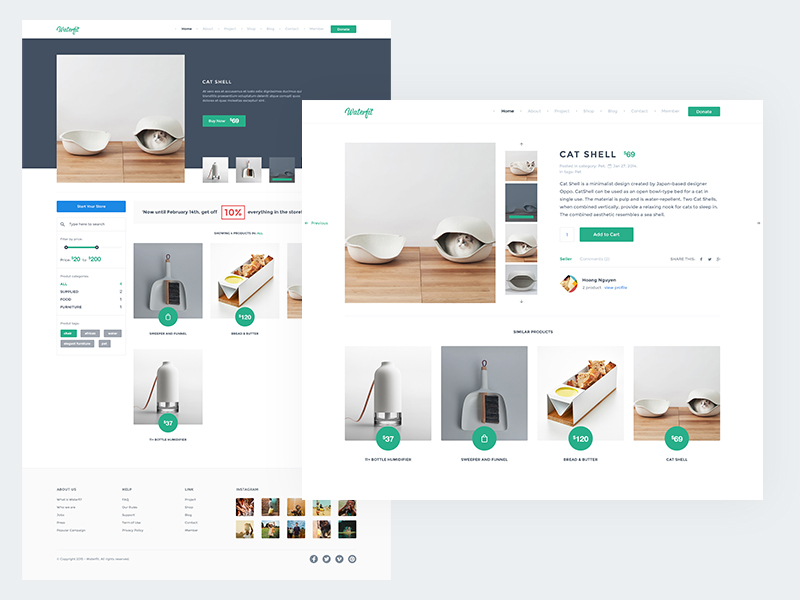 Waterfit
Home About Project Shop Blog Contact Member Donate
CAT SHELL
Buy Now $69
Start Your Store
Type here to search
Filter by price
Price $20 to $200
Product categories
ALL
SUPPLIED
FOOD
FURNITURE
Product tags
elegant furniture pet
'Now until February 14th, get off 10% everything in the store!
SHOWING 4 PRODUCTS IN ALL
SWEEPER AND FUNNEL
$120
BREAD & BUTTER
$37
11+ BOTTLE HUMIDIFIER
ABOUT US
What is Waterfit?
Who we are
Jobs
Press
Popular Campaign
HELP
FAQ
Our Rules
Support
Term of Use
Privacy Policy
LINK
Project
Shop
Blog
Contact
Member
INSTAGRAM
© Copyright 2015 - Waterfit. All rights reserved.
Waterfit
Home About Project Shop Blog Contact Member Donate
Previous
CAT SHELL $69
Posted in category: Pet Jan 27, 2015
in tags: Pet
Cat Shell is a minimalist design created by Japan-based designer
Oppo. CatShell can be used as an open bowl-type bed for a cat in
single use. The material is pulp and is water-repellent. Two Cat Shells,
when combined vertically, provide a relaxing nook for cats to sleep in.
The combined aesthetic resembles a sea shell.
1 Add to Cart
Seller Comments (0) SHARE THIS:
Hoang Nguyen
2 product view profile
SIMILAR PRODUCTS
$37
11+ BOTTLE HUMIDIFIER
SWEEPER AND FUNNEL
$120
BREAD & BUTTER
$69
CAT SHELL